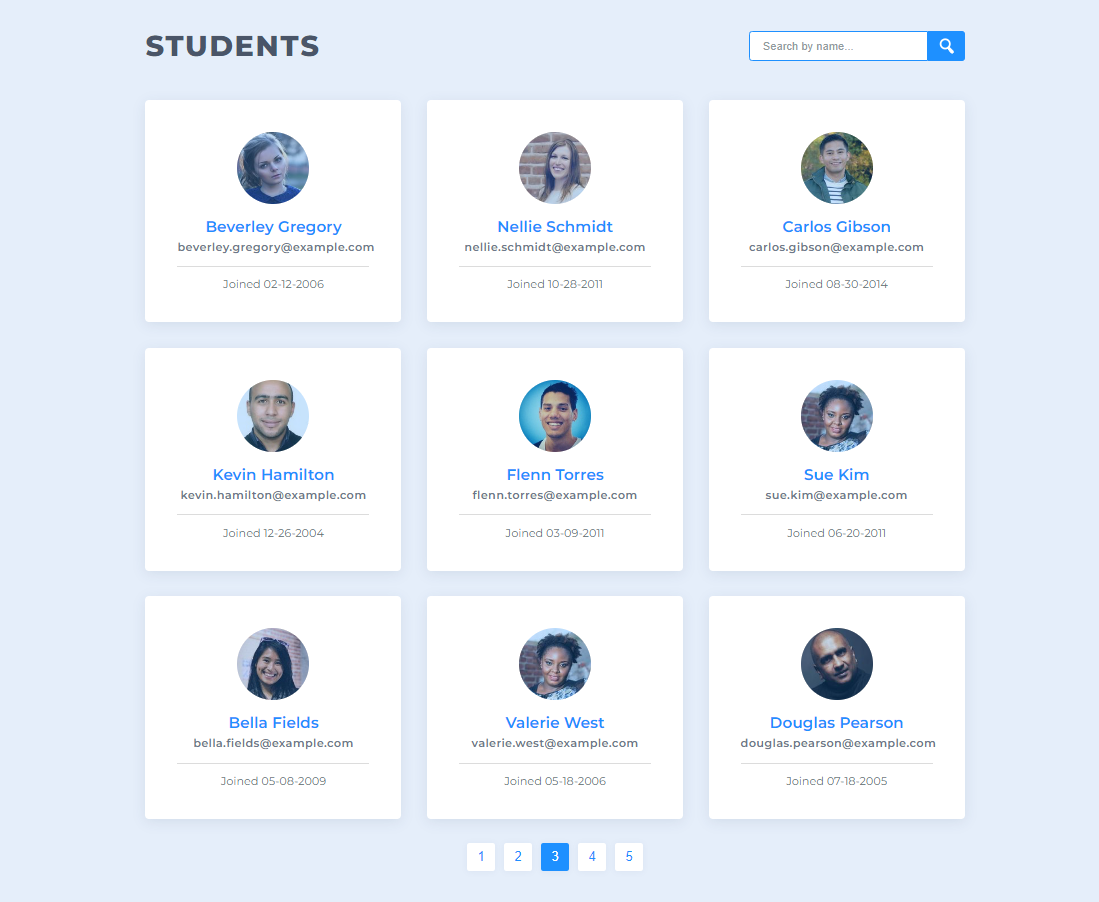 STUDENTS
Search by name...
Beverley Gregory
beverley.gregory@example.com
Joined 02-12-2006
Nellie Schmidt
nellie.schmidt@example.com
Joined 10-28-2011
Carlos Gibson
carlos.gibson@example.com
Joined 08-30-2014
Kevin Hamilton
kevin.hamilton@example.com
Joined 12-26-2004
Flenn Torres
flenn.torres@example.com
Joined 03-09-2011
Sue Kim
sue.kim@example.com
Joined 06-20-2011
Bella Fields
bella.fields@example.com
Joined 05-08-2009
Valerie West
valerie.west@example.com
Joined 05-18-2006
Douglas Pearson
douglas.pearson@example.com
Joined 07-18-2005
1 2 3 4 5